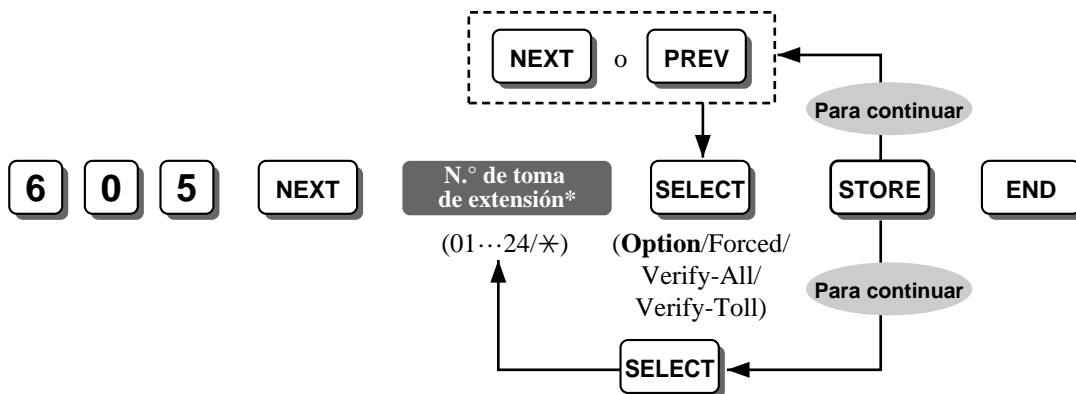 NEXT o PREV
Para continuar
6 0 5 NEXT N.° de toma de extensión* SELECT STORE END
(01···24/✳) (Option/Forced/
Verify-All/
Verify-Toll)
Para continuar
SELECT